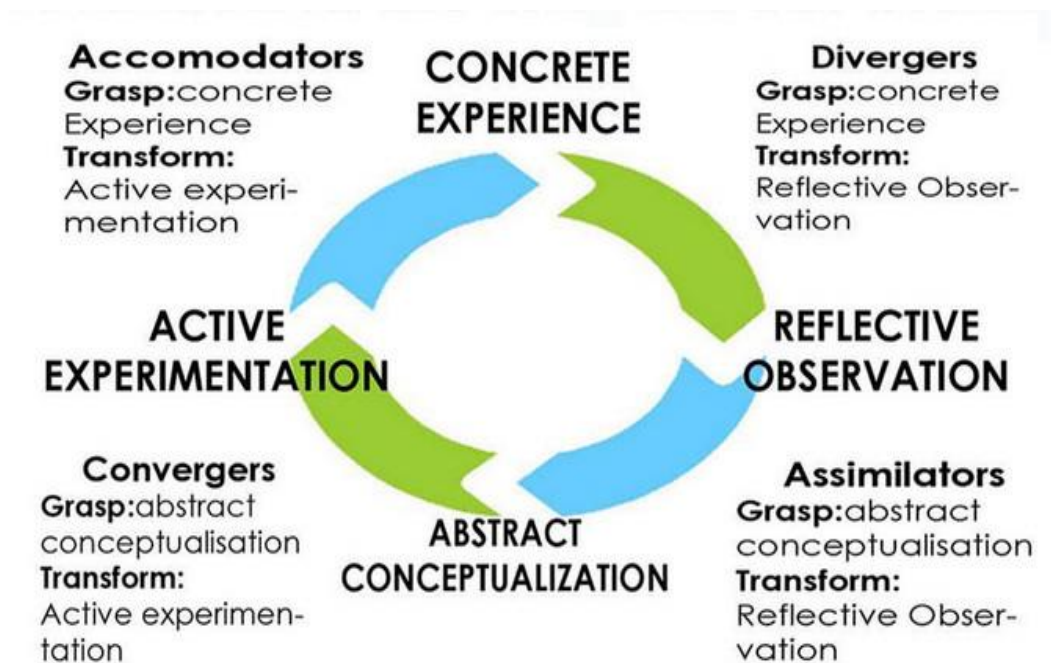 Accomodators
Grasp:concrete
Experience
Transform:
Active experi-
mentation
CONCRETE
EXPERIENCE
Divergers
Grasp:concrete
Experience
Transform:
Reflective Obser-
vation
ACTIVE
EXPERIMENTATION
REFLECTIVE
OBSERVATION
Convergers
Grasp:abstract
conceptualisation
Transform:
Active experimen-
tation
ABSTRACT
CONCEPTUALIZATION
Assimilators
Grasp:abstract
conceptualisation
Transform:
Reflective Obser-
vation